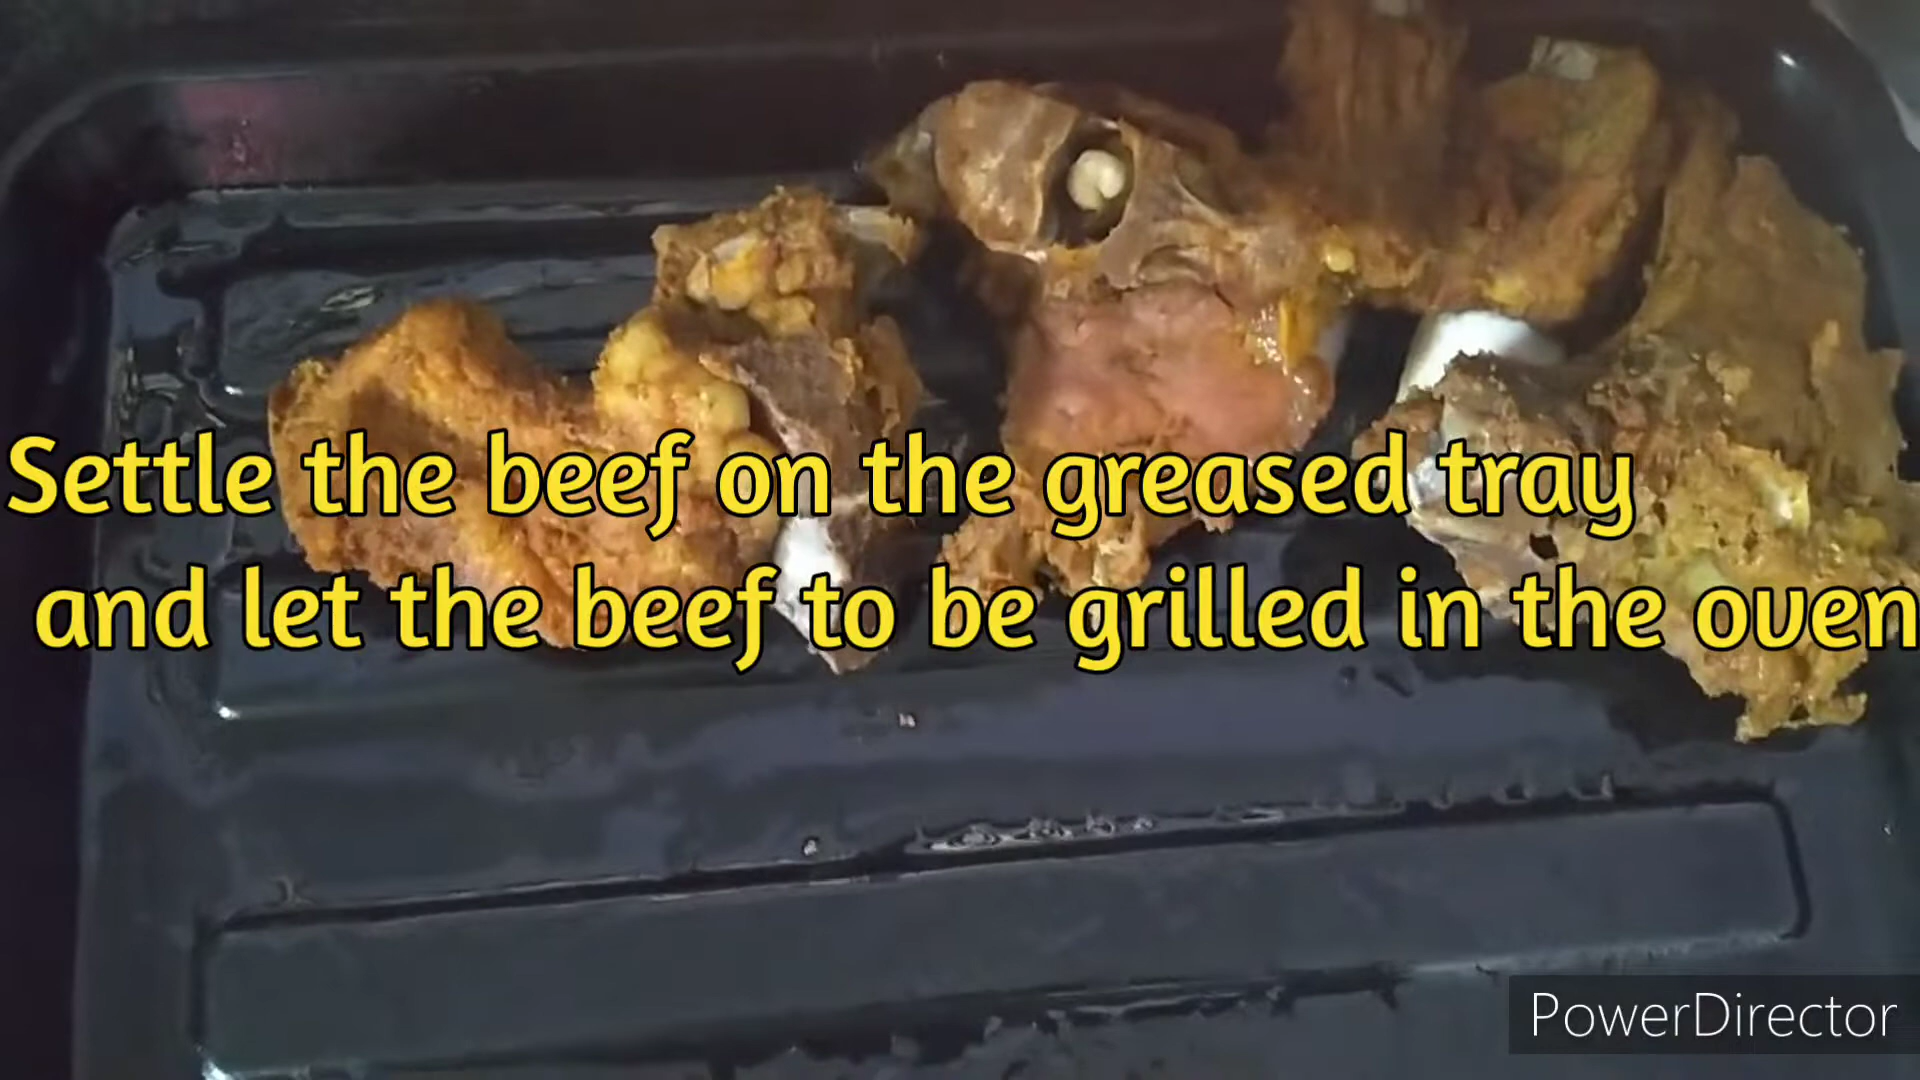 Settle the beef on the greased tray
and let the beef to be grilled in the oven
PowerDirector